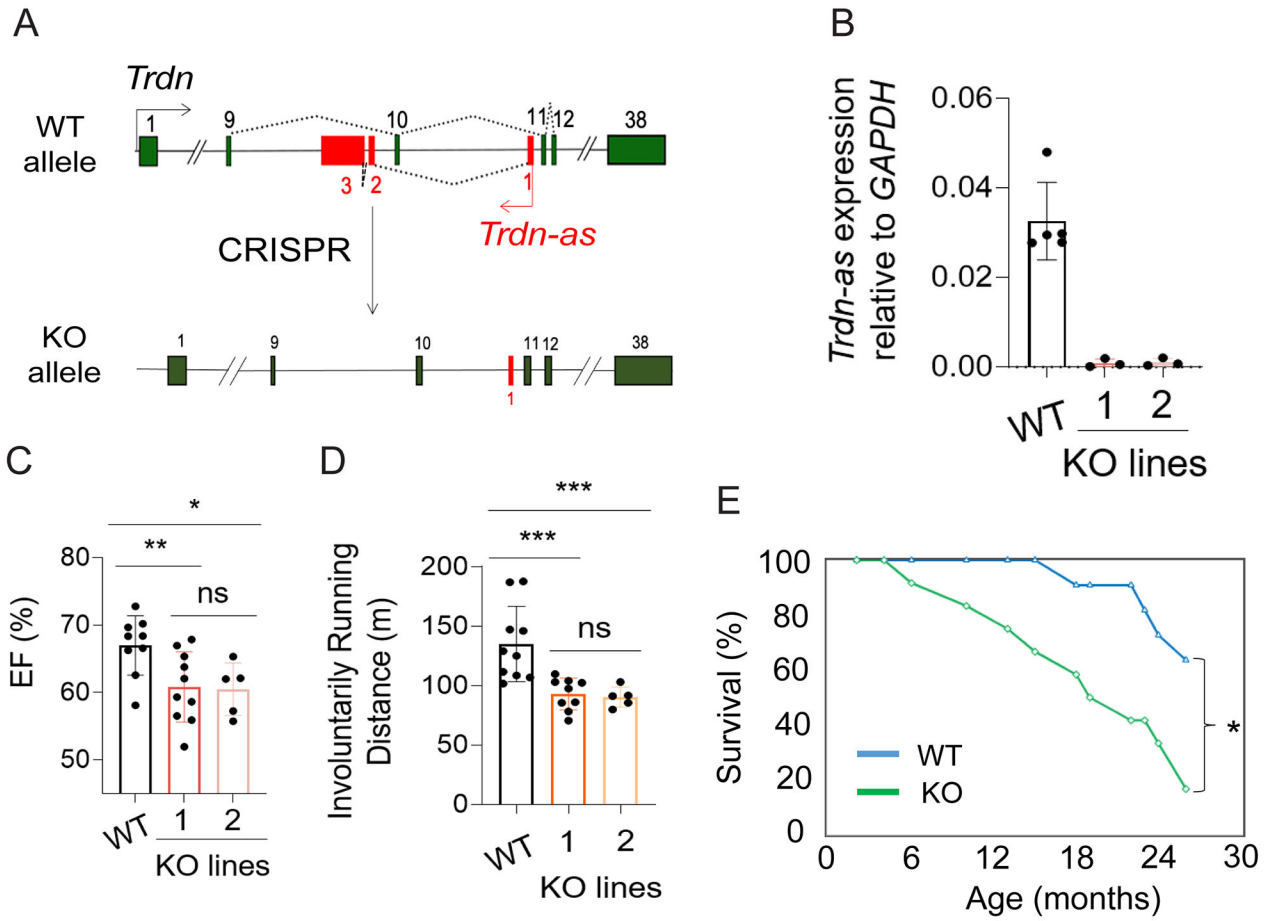 A
Trdn
WT
allele
1
9
10
11
12
38
3
2
1
Trdn-as
CRISPR
KO
allele
1
9
10
11
12
38
1
B
Trdn-as expression
relative to GAPDH
0.06
0.04
0.02
0.00
WT
1
2
KO lines
C
EF (%)
80
70
60
50
*
**
ns
WT
1
2
KO lines
D
Involuntarily Running
Distance (m)
200
150
100
50
0
***
***
ns
WT
1
2
KO lines
E
Survival (%)
100
80
60
40
20
0
WT
KO
*
0
6
12
18
24
30
Age (months)